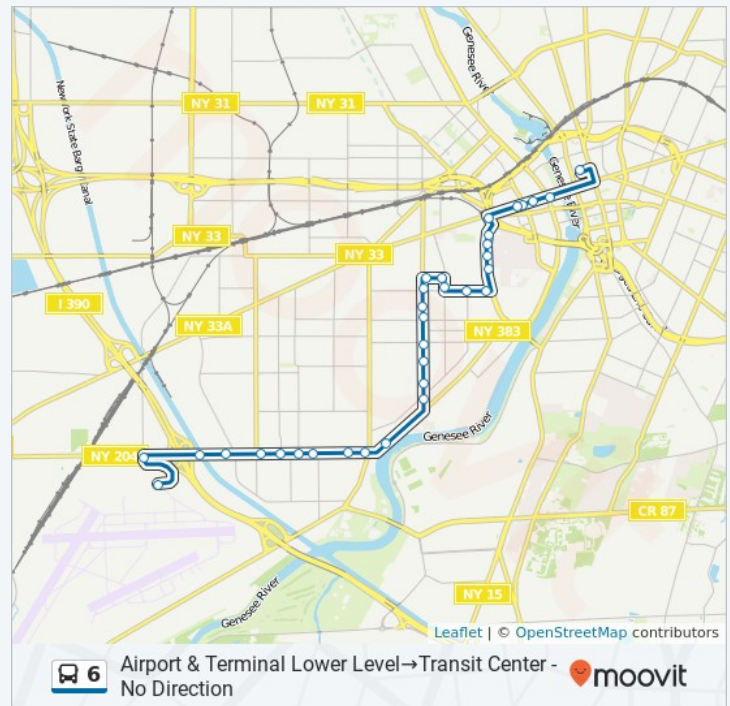 Genesee River
New York State Barge Canal
NY 31
NY 31
Genesee River
NY 33
NY 33
I 390
NY 33A
NY 383
Genesee River
NY 204
CR 87
NY 15
Genesee River
Leaflet | © OpenStreetMap contributors
6
Airport & Terminal Lower Level→Transit Center -
No Direction
moovit